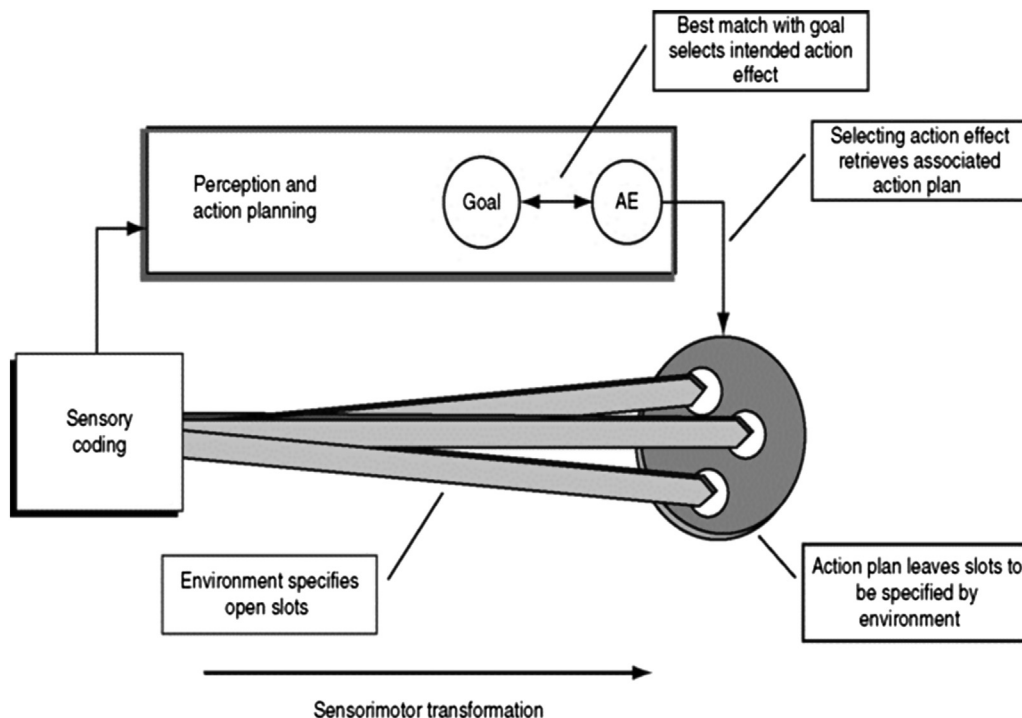 Best match with goal
selects intended action
effect
Selecting action effect
retrieves associated
action plan
Perception and
action planning
Goal
AE
Sensory
coding
Environment specifies
open slots
Action plan leaves slots to
be specified by
environment
Sensorimotor transformation